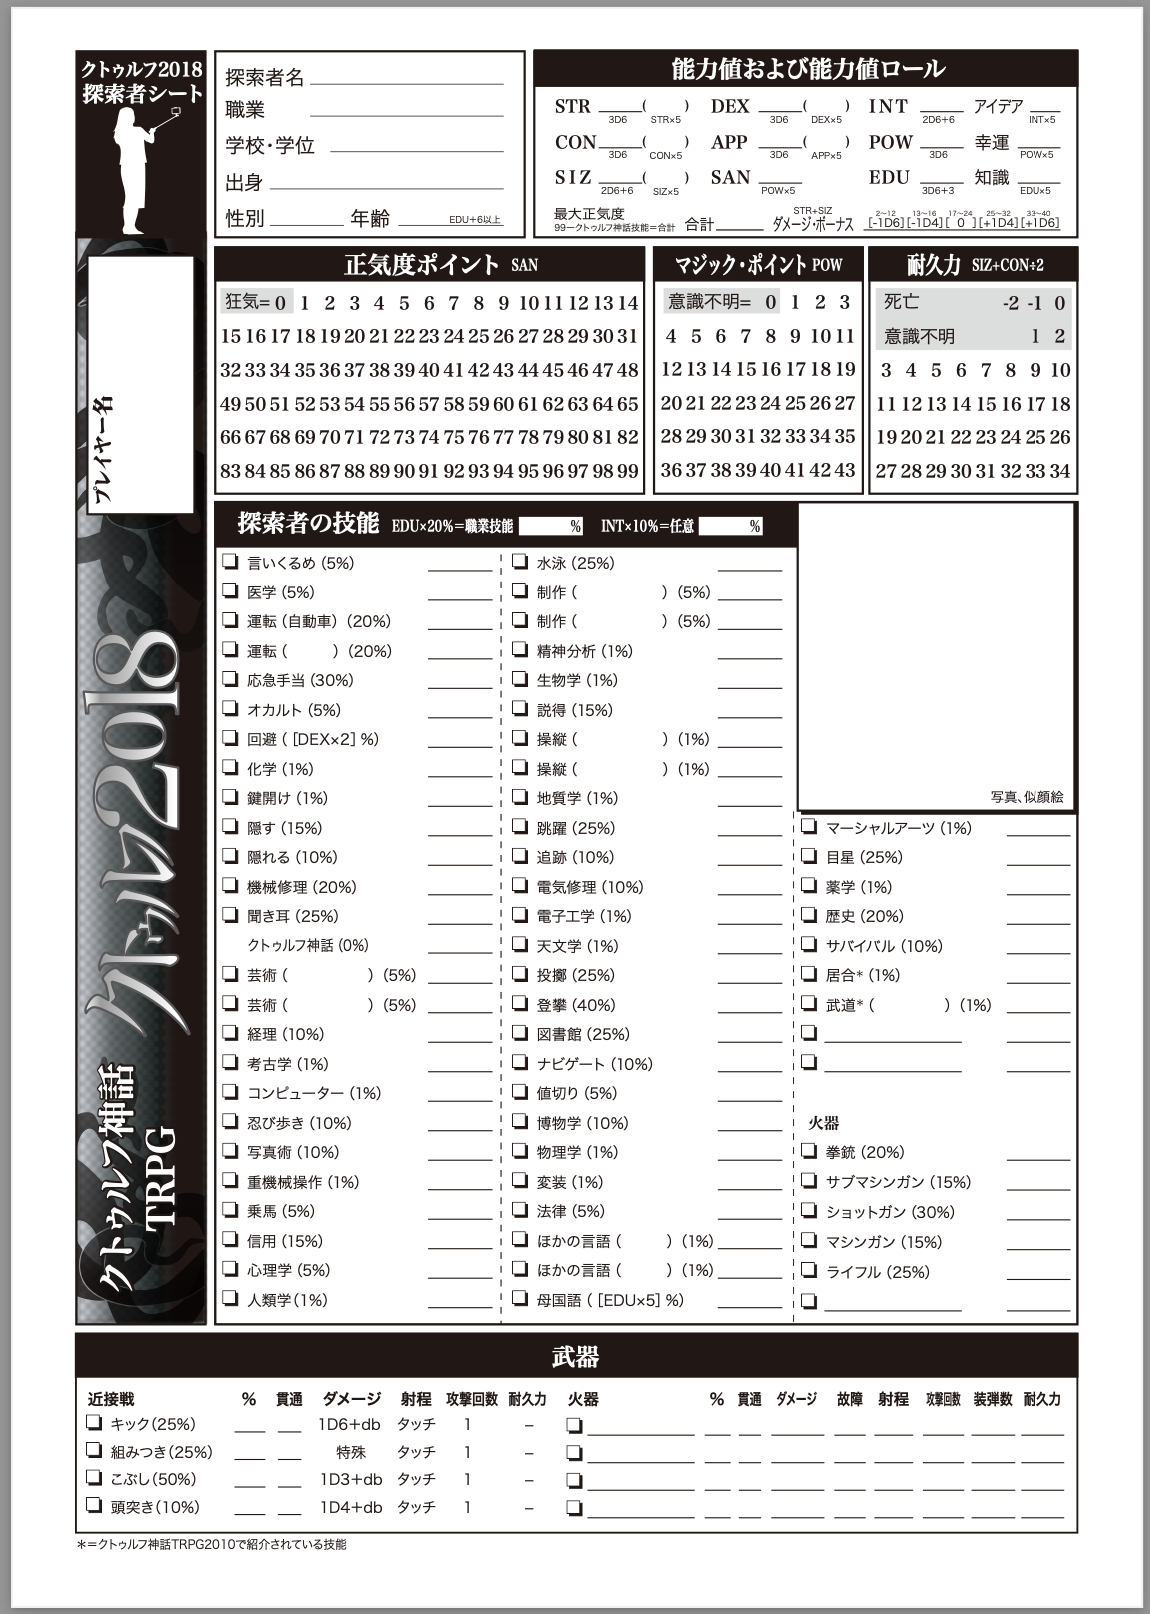 クトゥルフ2018
探索者シート
探索者名
職業
学校・学位
出身
性別 年齢 EDU+6以上
能力値および能力値ロール
STR ( ) DEX ( ) INT アイデア
3D6 STR×5 3D6 DEX×5 2D6+6 INT×5
CON ( ) APP ( ) POW 幸運
3D6 CON×5 3D6 APP×5 3D6 POW×5
SIZ ( ) SAN EDU 知識
2D6+6 SIZ×5 POW×5 3D6+3 EDU×5
最大正気度
99ークトゥルフ神話技能=合計 合計
STR+SIZ
ダメージ・ボーナス
2〜12 13〜16 17〜24 25〜32 33〜40
[-1D6] [-1D4] [ 0 ] [+1D4] [+1D6]
正気度ポイント SAN
狂気= 0 1 2 3 4 5 6 7 8 9 10 11 12 13 14
15 16 17 18 19 20 21 22 23 24 25 26 27 28 29 30 31
32 33 34 35 36 37 38 39 40 41 42 43 44 45 46 47 48
49 50 51 52 53 54 55 56 57 58 59 60 61 62 63 64 65
66 67 68 69 70 71 72 73 74 75 76 77 78 79 80 81 82
83 84 85 86 87 88 89 90 91 92 93 94 95 96 97 98 99
マジック・ポイント POW
意識不明= 0 1 2 3
4 5 6 7 8 9 10 11
12 13 14 15 16 17 18 19
20 21 22 23 24 25 26 27
28 29 30 31 32 33 34 35
36 37 38 39 40 41 42 43
耐久力 SIZ+CON÷2
死亡 -2 -1 0
意識不明 1 2
3 4 5 6 7 8 9 10
11 12 13 14 15 16 17 18
19 20 21 22 23 24 25 26
27 28 29 30 31 32 33 34
プレイヤー名
クトゥルフ2018
クトゥルフ神話
TRPG
探索者の技能 EDU×20%=職業技能 % INT×10%=任意 %
言いくるめ (5%)
医学 (5%)
運転 (自動車) (20%)
運転 ( ) (20%)
応急手当 (30%)
オカルト (5%)
回避 ( [DEX×2] %)
化学 (1%)
鍵開け (1%)
隠す (15%)
隠れる (10%)
機械修理 (20%)
聞き耳 (25%)
クトゥルフ神話 (0%)
芸術 ( ) (5%)
芸術 ( ) (5%)
経理 (10%)
考古学 (1%)
コンピューター (1%)
忍び歩き (10%)
写真術 (10%)
重機械操作 (1%)
乗馬 (5%)
信用 (15%)
心理学 (5%)
人類学 (1%)
水泳 (25%)
制作 ( ) (5%)
制作 ( ) (5%)
精神分析 (1%)
生物学 (1%)
説得 (15%)
操縦 ( ) (1%)
操縦 ( ) (1%)
地質学 (1%)
跳躍 (25%)
追跡 (10%)
電気修理 (10%)
電子工学 (1%)
天文学 (1%)
投擲 (25%)
登攀 (40%)
図書館 (25%)
ナビゲート (10%)
値切り (5%)
博物学 (10%)
物理学 (1%)
変装 (1%)
法律 (5%)
ほかの言語 ( ) (1%)
ほかの言語 ( ) (1%)
母国語 ( [EDU×5] %)
写真、似顔絵
マーシャルアーツ (1%)
目星 (25%)
薬学 (1%)
歴史 (20%)
サバイバル (10%)
居合* (1%)
武道* ( ) (1%)
火器
拳銃 (20%)
サブマシンガン (15%)
ショットガン (30%)
マシンガン (15%)
ライフル (25%)
武器
近接戦 % 貫通 ダメージ 射程 攻撃回数 耐久力
キック(25%) 1D6+db タッチ 1 −
組みつき(25%) 特殊 タッチ 1 −
こぶし(50%) 1D3+db タッチ 1 −
頭突き(10%) 1D4+db タッチ 1 −
火器 % 貫通 ダメージ 故障 射程 攻撃回数 装弾数 耐久力
*=クトゥルフ神話TRPG2010で紹介されている技能